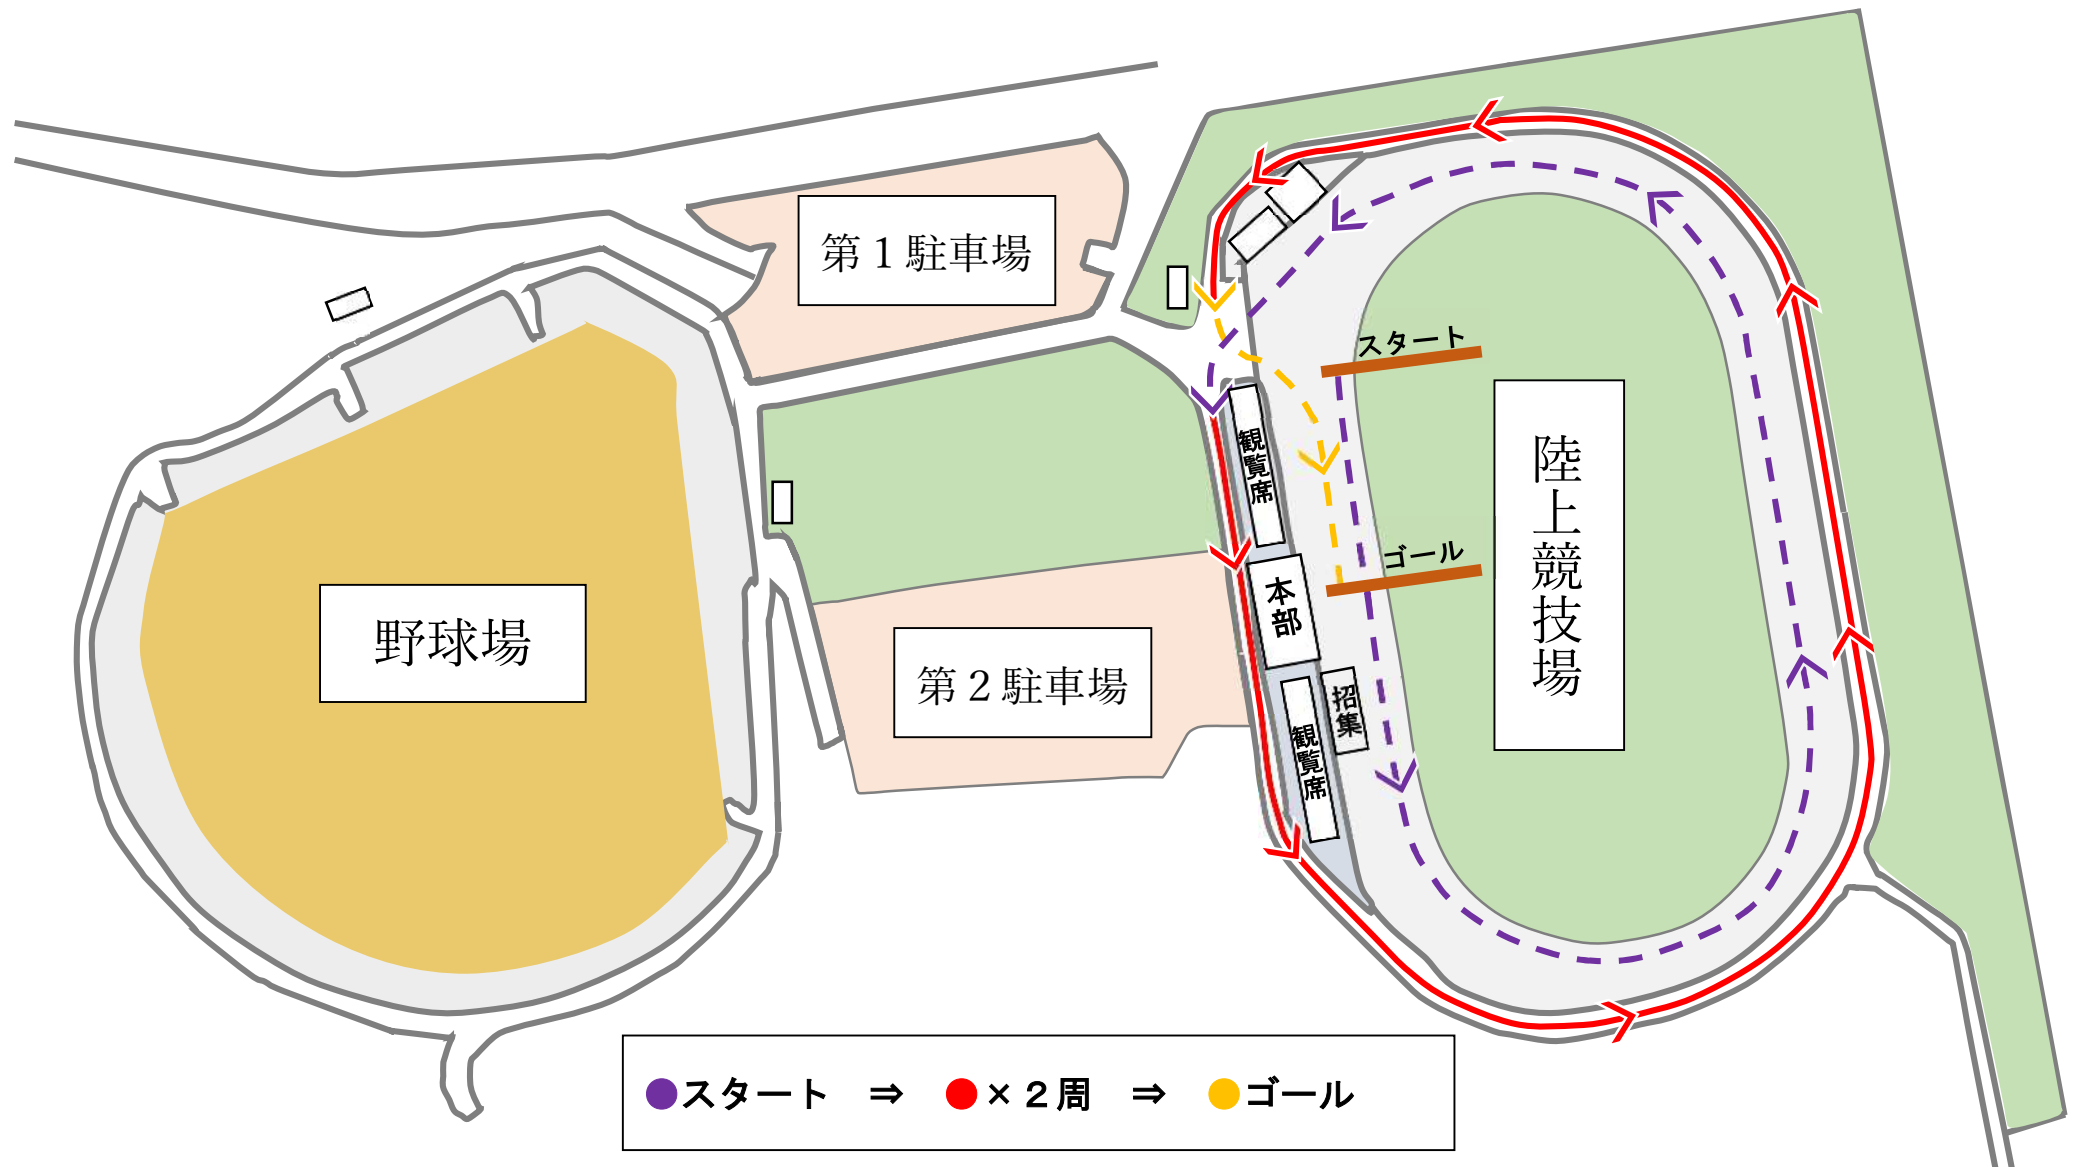 第１駐車場
スタート
陸上競技場
観覧席
ゴール
本部
野球場
第２駐車場
招集
観覧席
●スタート　⇒　●×２周　⇒　●ゴール